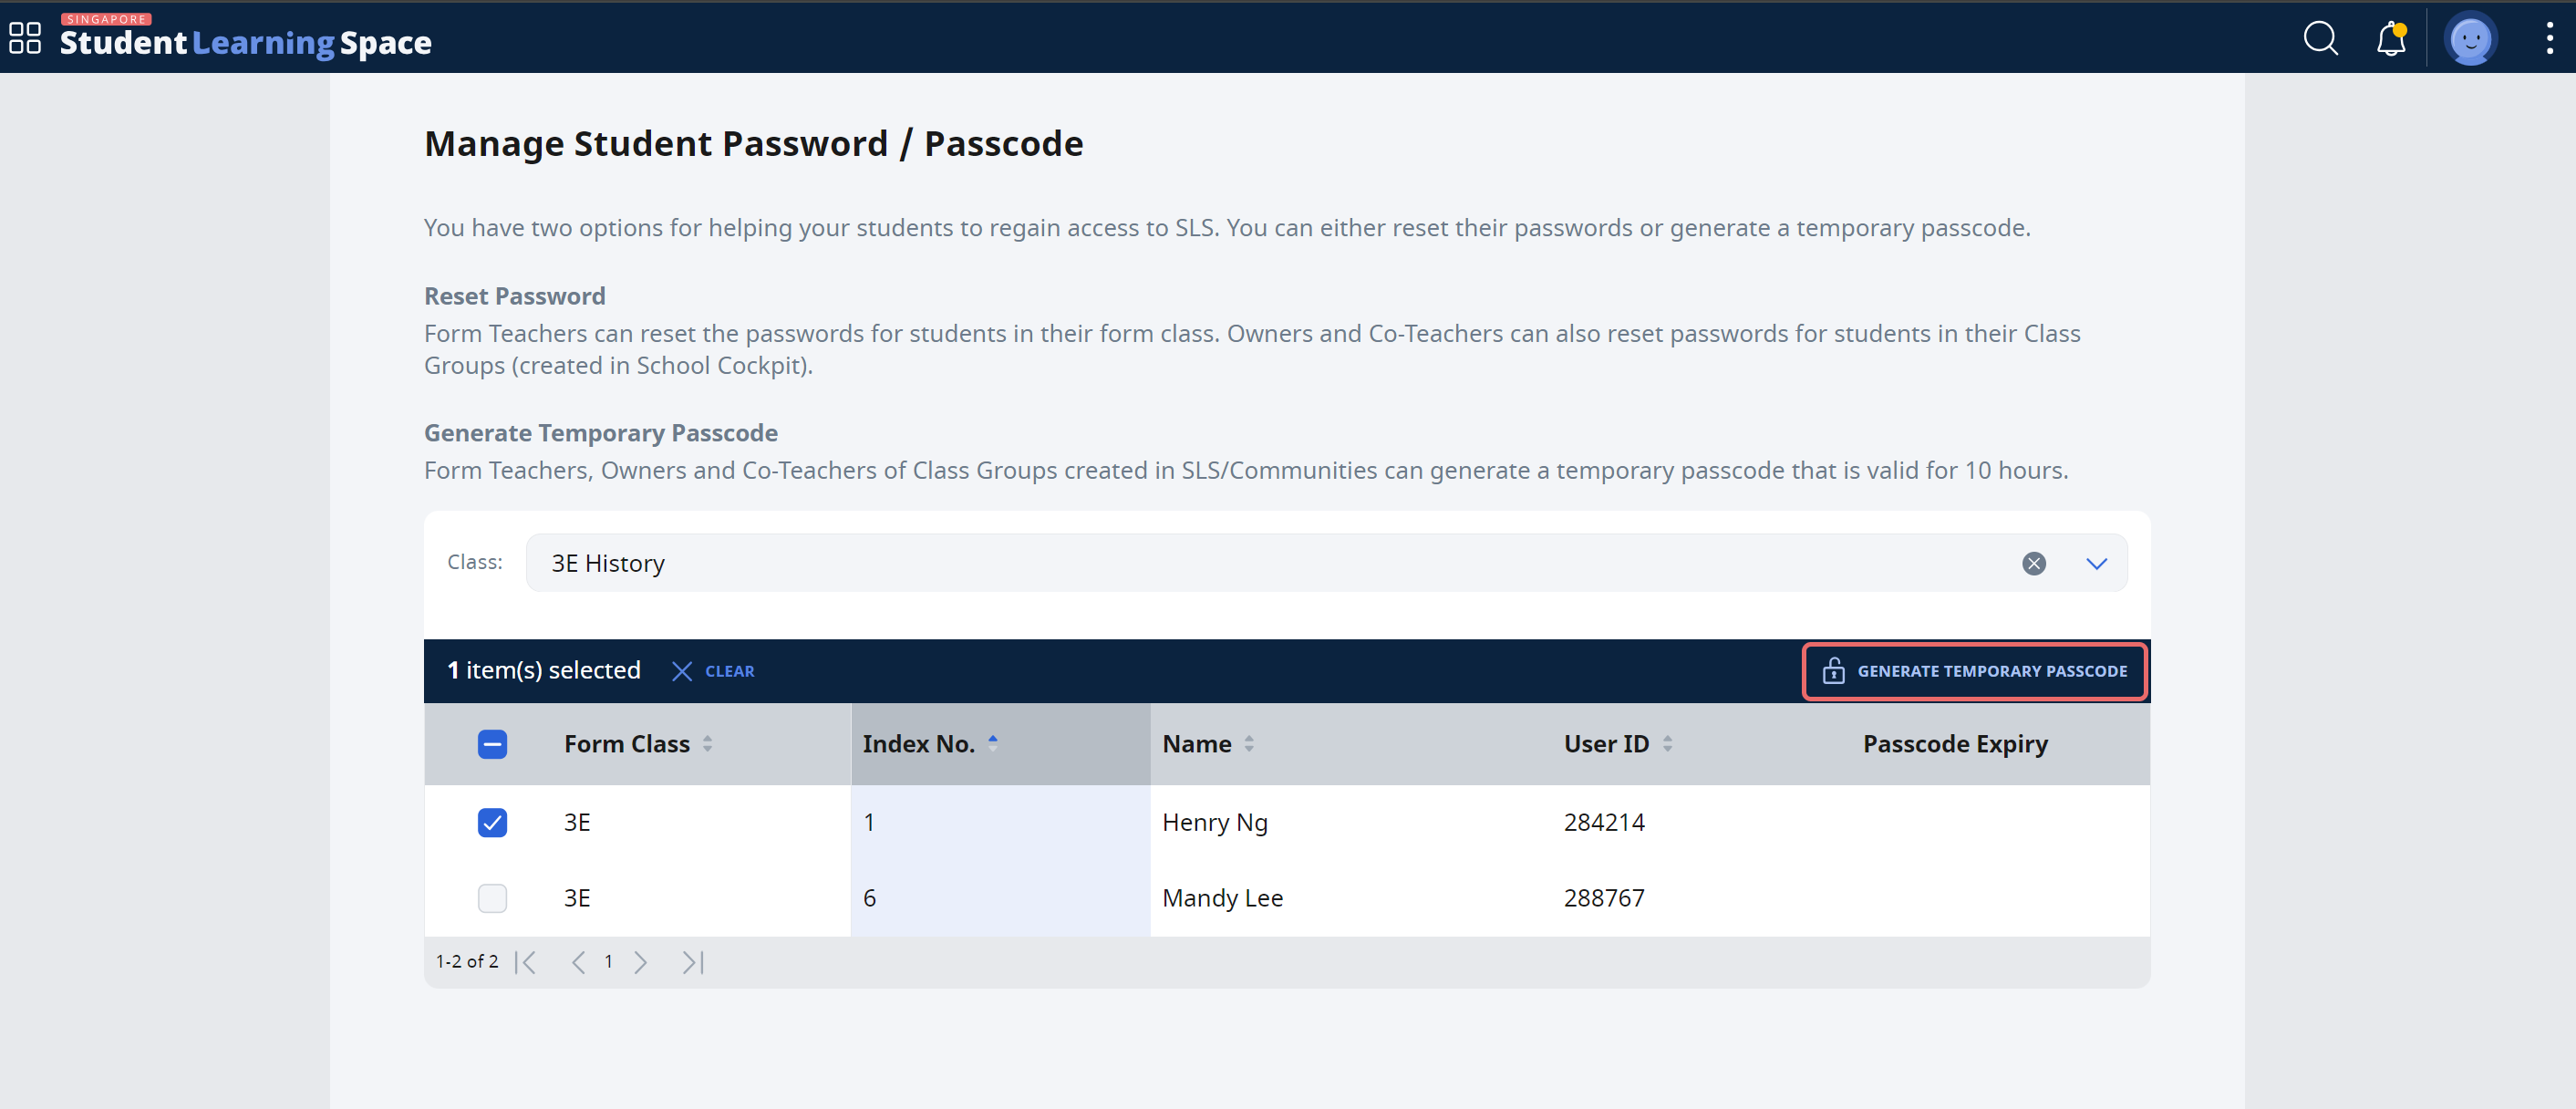 SINGAPORE
Student Learning Space
Manage Student Password / Passcode
You have two options for helping your students to regain access to SLS. You can either reset their passwords or generate a temporary passcode.
Reset Password
Form Teachers can reset the passwords for students in their form class. Owners and Co-Teachers can also reset passwords for students in their Class
Groups (created in School Cockpit).
Generate Temporary Passcode
Form Teachers, Owners and Co-Teachers of Class Groups created in SLS/Communities can generate a temporary passcode that is valid for 10 hours.
Class: 3E History
1 item(s) selected CLEAR GENERATE TEMPORARY PASSCODE
Form Class Index No. Name User ID Passcode Expiry
3E 1 Henry Ng 284214
3E 6 Mandy Lee 288767
1-2 of 2 1